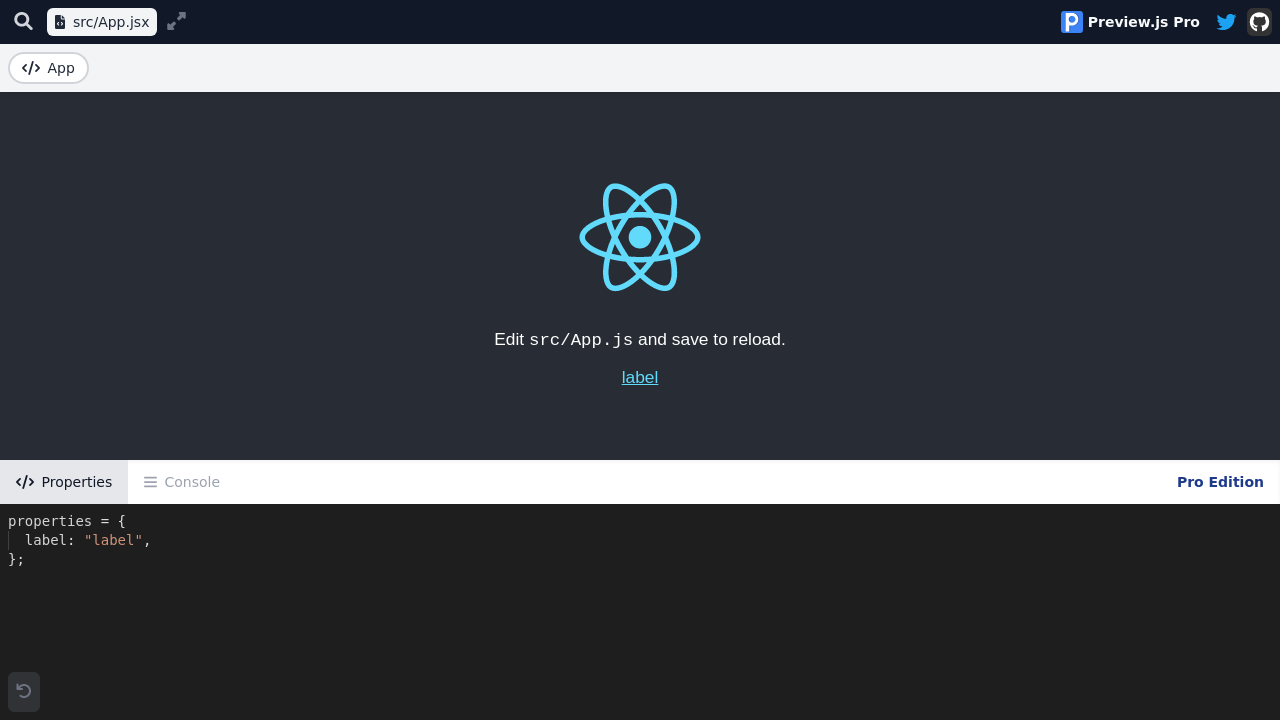 src/App.jsx
Preview.js Pro
App
Edit src/App.js and save to reload.
label
Properties
Console
Pro Edition
properties = {
  label: "label",
};